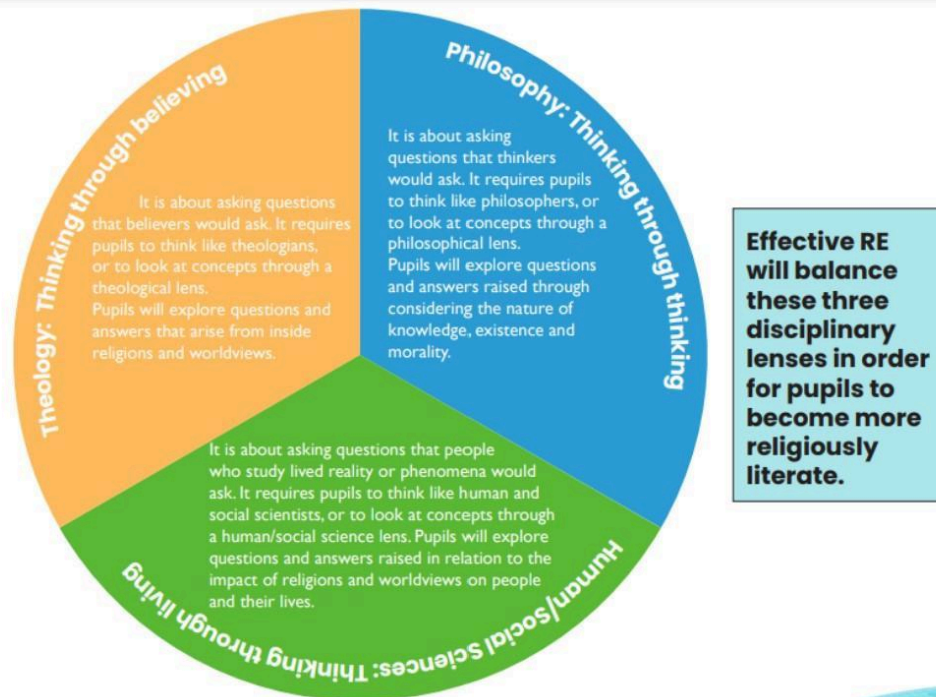 Theology: Thinking through believing
It is about asking questions
that believers would ask. It requires
pupils to think like theologians,
or to look at concepts through a
theological lens.
Pupils will explore questions and
answers that arise from inside
religions and worldviews.
Philosophy: Thinking through thinking
It is about asking
questions that thinkers
would ask. It requires pupils
to think like philosophers, or
to look at concepts through a
philosophical lens.
Pupils will explore questions
and answers raised through
considering the nature of
knowledge, existence and
morality.
It is about asking questions that people
who study lived reality or phenomena would
ask. It requires pupils to think like human and
social scientists, or to look at concepts through
a human/social science lens. Pupils will explore
questions and answers raised in relation to the
impact of religions and worldviews on people
and their lives.
Human/social Sciences: Thinking through living
Effective RE
will balance
these three
disciplinary
lenses in order
for pupils to
become more
religiously
literate.